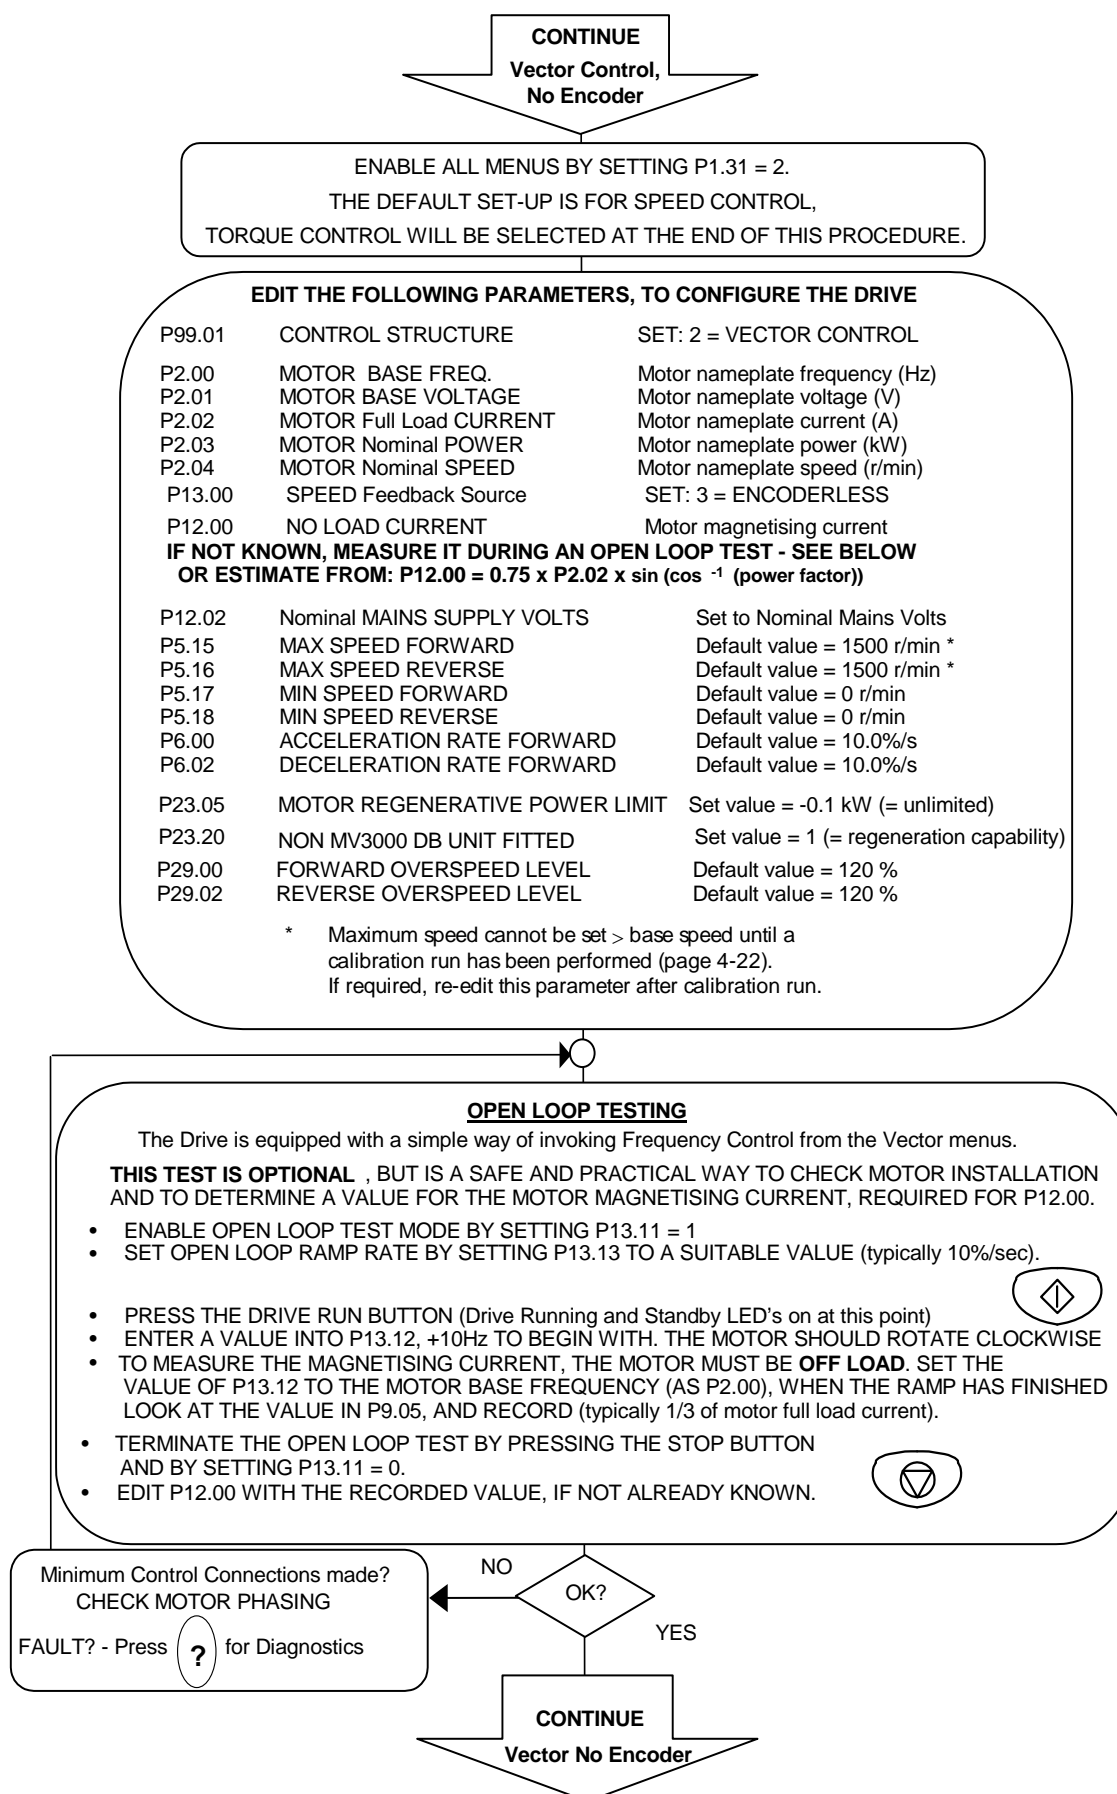 CONTINUE
Vector Control,
No Encoder
ENABLE ALL MENUS BY SETTING P1.31 = 2.
THE DEFAULT SET-UP IS FOR SPEED CONTROL,
TORQUE CONTROL WILL BE SELECTED AT THE END OF THIS PROCEDURE.
EDIT THE FOLLOWING PARAMETERS, TO CONFIGURE THE DRIVE
P99.01 CONTROL STRUCTURE SET: 2 = VECTOR CONTROL
P2.00 MOTOR BASE FREQ. Motor nameplate frequency (Hz)
P2.01 MOTOR BASE VOLTAGE Motor nameplate voltage (V)
P2.02 MOTOR Full Load CURRENT Motor nameplate current (A)
P2.03 MOTOR Nominal POWER Motor nameplate power (kW)
P2.04 MOTOR Nominal SPEED Motor nameplate speed (r/min)
P13.00 SPEED Feedback Source SET: 3 = ENCODERLESS
P12.00 NO LOAD CURRENT Motor magnetising current
IF NOT KNOWN, MEASURE IT DURING AN OPEN LOOP TEST - SEE BELOW
OR ESTIMATE FROM: P12.00 = 0.75 x P2.02 x sin (cos -1 (power factor))
P12.02 Nominal MAINS SUPPLY VOLTS Set to Nominal Mains Volts
P5.15 MAX SPEED FORWARD Default value = 1500 r/min *
P5.16 MAX SPEED REVERSE Default value = 1500 r/min *
P5.17 MIN SPEED FORWARD Default value = 0 r/min
P5.18 MIN SPEED REVERSE Default value = 0 r/min
P6.00 ACCELERATION RATE FORWARD Default value = 10.0%/s
P6.02 DECELERATION RATE FORWARD Default value = 10.0%/s
P23.05 MOTOR REGENERATIVE POWER LIMIT Set value = -0.1 kW (= unlimited)
P23.20 NON MV3000 DB UNIT FITTED Set value = 1 (= regeneration capability)
P29.00 FORWARD OVERSPEED LEVEL Default value = 120 %
P29.02 REVERSE OVERSPEED LEVEL Default value = 120 %
* Maximum speed cannot be set > base speed until a
calibration run has been performed (page 4-22).
If required, re-edit this parameter after calibration run.
OPEN LOOP TESTING
The Drive is equipped with a simple way of invoking Frequency Control from the Vector menus.
THIS TEST IS OPTIONAL , BUT IS A SAFE AND PRACTICAL WAY TO CHECK MOTOR INSTALLATION
AND TO DETERMINE A VALUE FOR THE MOTOR MAGNETISING CURRENT, REQUIRED FOR P12.00.
• ENABLE OPEN LOOP TEST MODE BY SETTING P13.11 = 1
• SET OPEN LOOP RAMP RATE BY SETTING P13.13 TO A SUITABLE VALUE (typically 10%/sec).
• PRESS THE DRIVE RUN BUTTON (Drive Running and Standby LED's on at this point)
• ENTER A VALUE INTO P13.12, +10Hz TO BEGIN WITH. THE MOTOR SHOULD ROTATE CLOCKWISE
• TO MEASURE THE MAGNETISING CURRENT, THE MOTOR MUST BE OFF LOAD. SET THE
VALUE OF P13.12 TO THE MOTOR BASE FREQUENCY (AS P2.00), WHEN THE RAMP HAS FINISHED
LOOK AT THE VALUE IN P9.05, AND RECORD (typically 1/3 of motor full load current).
• TERMINATE THE OPEN LOOP TEST BY PRESSING THE STOP BUTTON
AND BY SETTING P13.11 = 0.
• EDIT P12.00 WITH THE RECORDED VALUE, IF NOT ALREADY KNOWN.
Minimum Control Connections made?
CHECK MOTOR PHASING
FAULT? - Press ? for Diagnostics
NO
OK?
YES
CONTINUE
Vector No Encoder